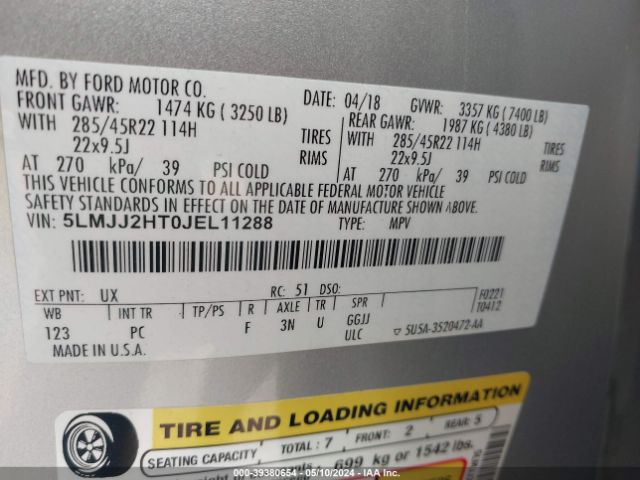 MFD. BY FORD MOTOR CO.
DATE: 04/18 GVWR: 3357 KG ( 7400 LB)
FRONT GAWR: 1474 KG ( 3250 LB)
REAR GAWR: 1987 KG ( 4380 LB)
WITH 285/45R22 114H TIRES
WITH 285/45R22 114H TIRES
22x9.5J RIMS
22x9.5J RIMS
AT 270 kPa/ 39 PSI COLD
AT 270 kPa/ 39 PSI COLD
THIS VEHICLE CONFORMS TO ALL APPLICABLE FEDERAL MOTOR VEHICLE
SAFETY STANDARDS IN EFFECT ON THE DATE OF MANUFACTURE SHOWN ABOVE.
VIN: 5LMJJ2HT0JEL11288 TYPE: MPV
EXT PNT: UX RC: 51 DSO: F0221
WB INT TR TP/PS R AXLE TR SPR T0412
123 PC F 3N U GGJJ
ULC ▽ 5U5A-3520472-AA
MADE IN U.S.A.
TIRE AND LOADING INFORMATION
SEATING CAPACITY TOTAL : 7 FRONT: 2 REAR: 5
699 kg or 1542 lbs.
000-39380654 - 05/10/2024 - IAA Inc.